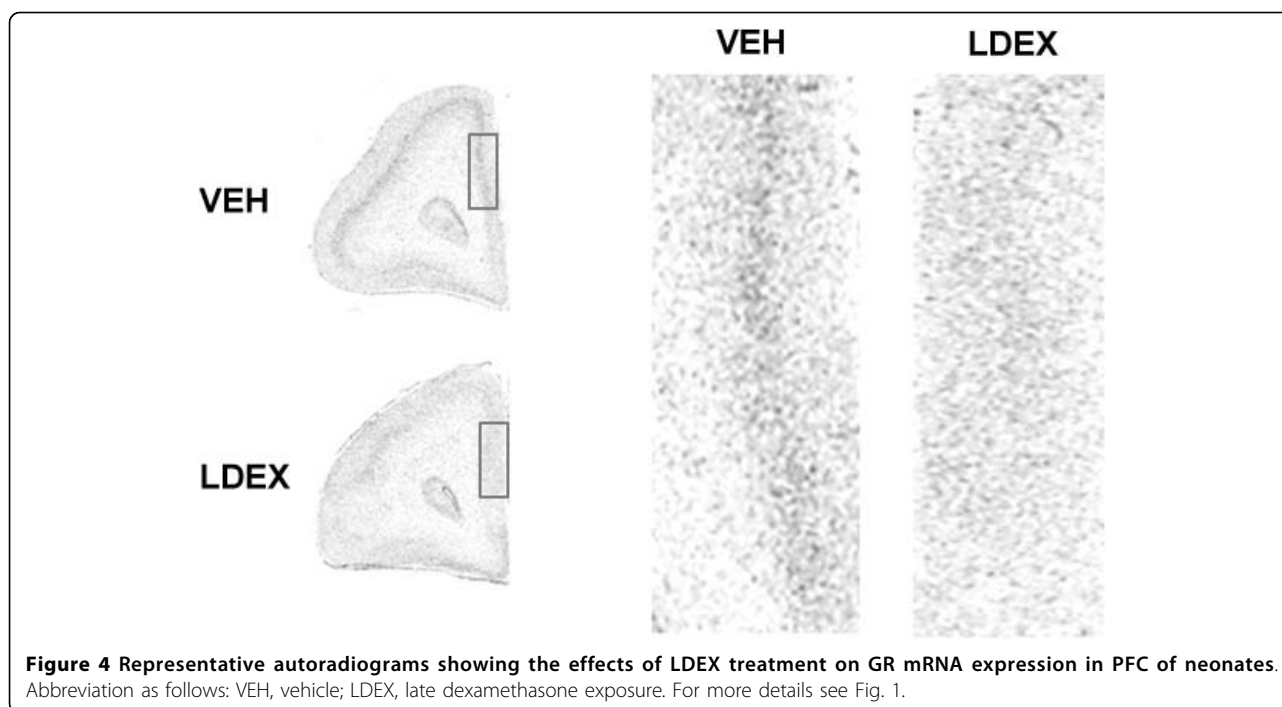 VEH
LDEX
VEH
LDEX
Figure 4 Representative autoradiograms showing the effects of LDEX treatment on GR mRNA expression in PFC of neonates.
Abbreviation as follows: VEH, vehicle; LDEX, late dexamethasone exposure. For more details see Fig. 1.